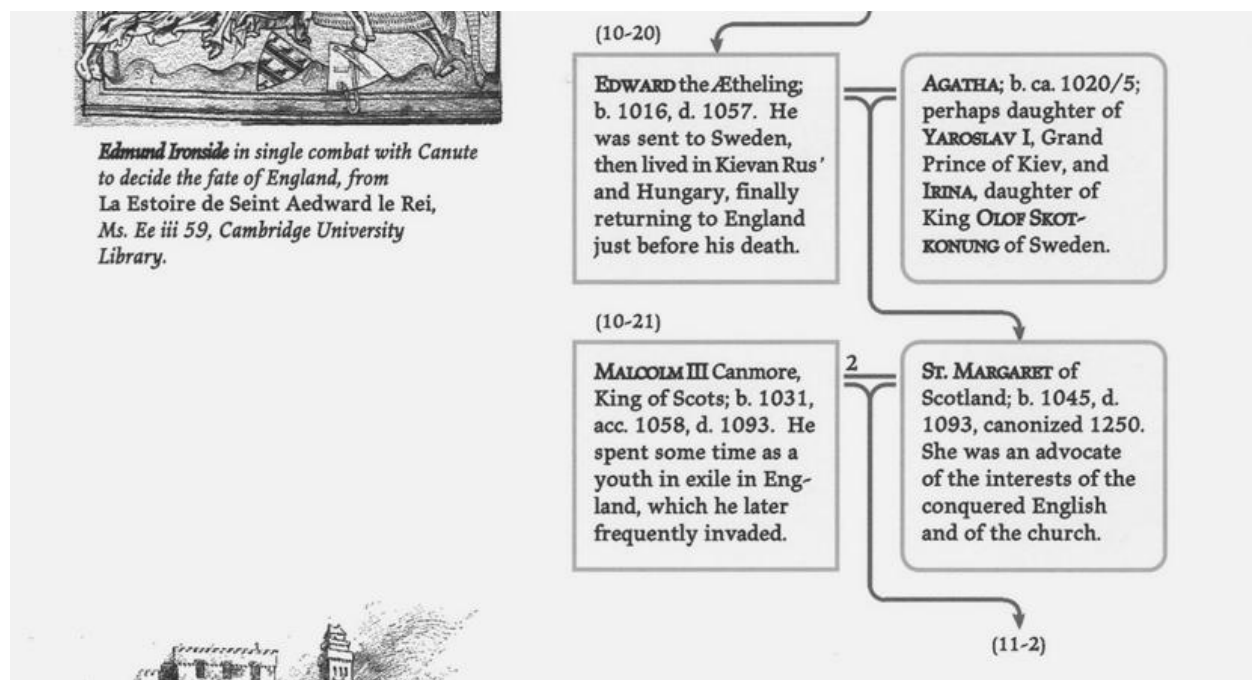 Edmund Ironside in single combat with Canute
to decide the fate of England, from
La Estoire de Seint Aedward le Rei,
Ms. Ee iii 59, Cambridge University
Library.
(10-20)
EDWARD the Ætheling;
b. 1016, d. 1057. He
was sent to Sweden,
then lived in Kievan Rus'
and Hungary, finally
returning to England
just before his death.
AGATHA; b. ca. 1020/5;
perhaps daughter of
YAROSLAV I, Grand
Prince of Kiev, and
IRINA, daughter of
King OLOF SKOT-
KONUNG of Sweden.
(10-21)
MALCOLM III Canmore,
King of Scots; b. 1031,
acc. 1058, d. 1093. He
spent some time as a
youth in exile in Eng-
land, which he later
frequently invaded.
2
ST. MARGARET of
Scotland; b. 1045, d.
1093, canonized 1250.
She was an advocate
of the interests of the
conquered English
and of the church.
(11-2)